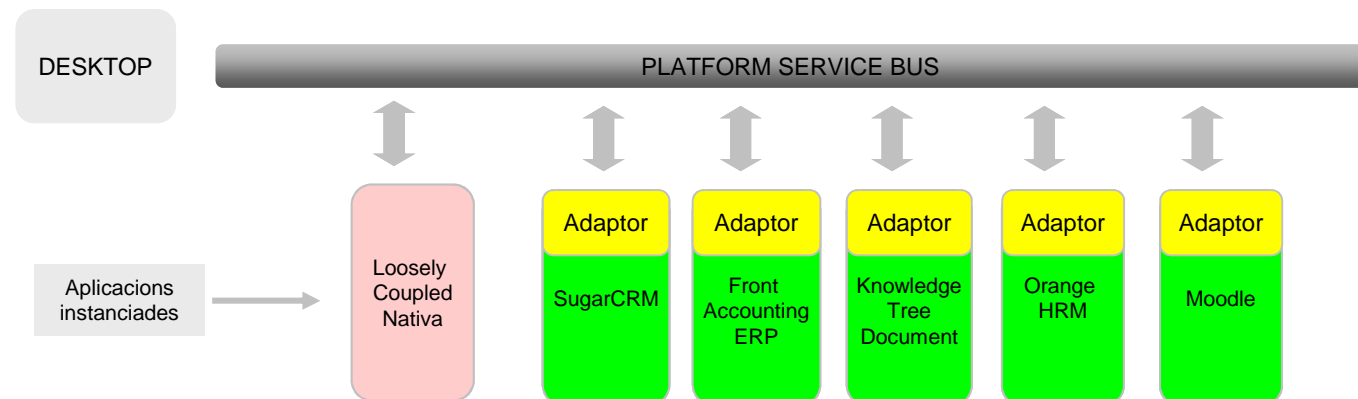 DESKTOP
PLATFORM SERVICE BUS
Adaptor
Adaptor
Adaptor
Adaptor
Adaptor
Aplicacions
instanciades
Loosely
Coupled
Nativa
SugarCRM
Front
Accounting
ERP
Knowledge
Tree
Document
Orange
HRM
Moodle